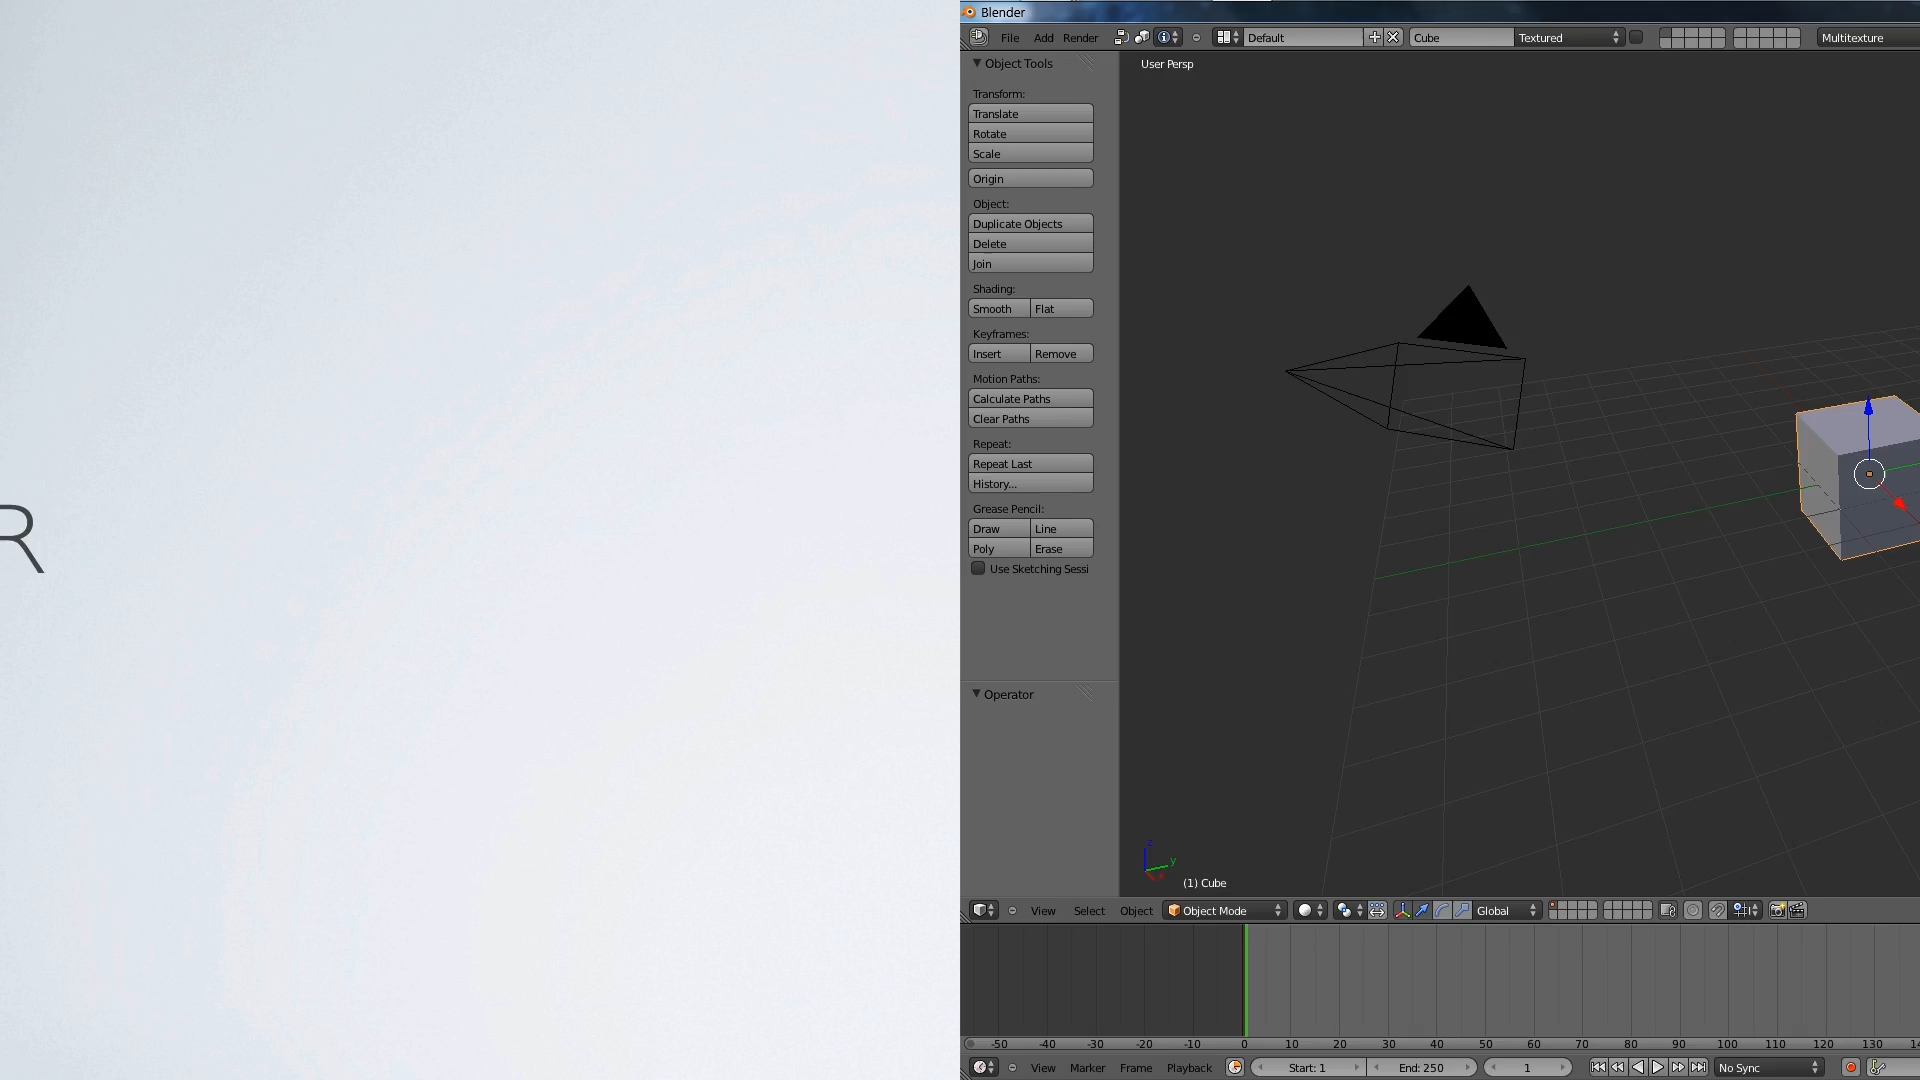 R
Blender
File Add Render Default Cube Textured Multitexture
Object Tools
User Persp
Transform:
Translate
Rotate
Scale
Origin
Object:
Duplicate Objects
Delete
Join
Shading:
Smooth Flat
Keyframes:
Insert Remove
Motion Paths:
Calculate Paths
Clear Paths
Repeat:
Repeat Last
History...
Grease Pencil:
Draw Line
Poly Erase
Use Sketching Sessi
Operator
z
y
x
(1) Cube
View Select Object Object Mode Global
-50 -40 -30 -20 -10 0 10 20 30 40 50 60 70 80 90 100 110 120 130
View Marker Frame Playback Start: 1 End: 250 1 No Sync